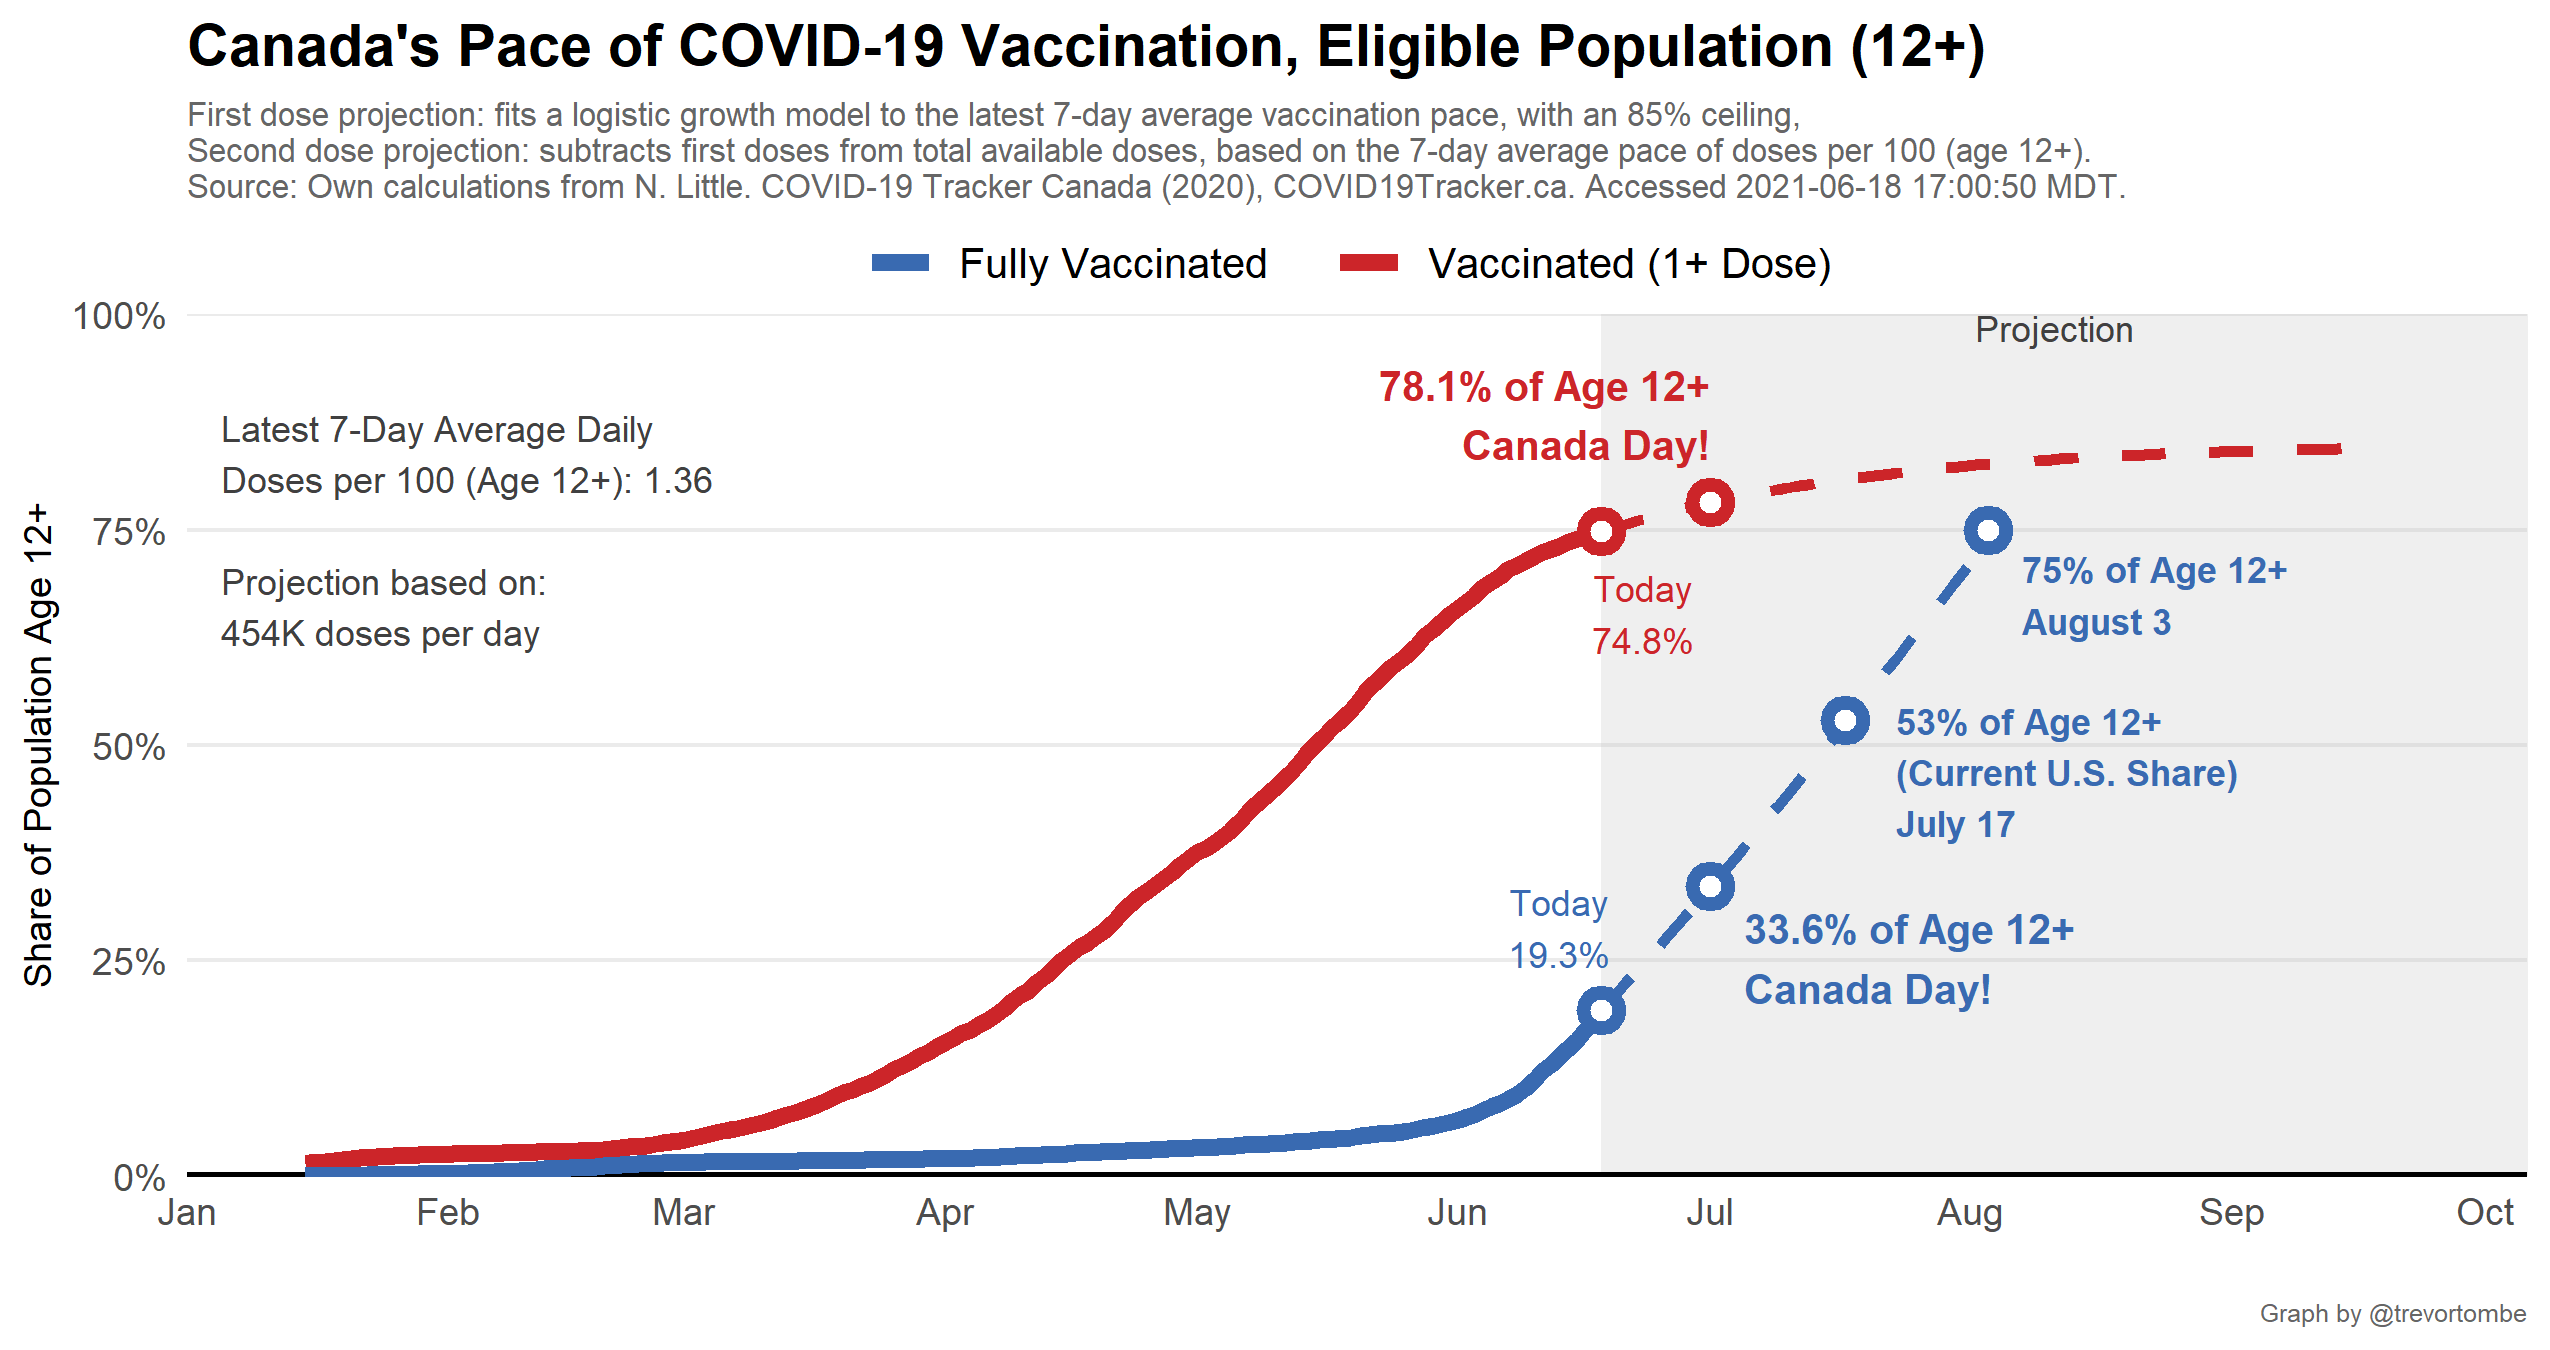 Canada's Pace of COVID-19 Vaccination, Eligible Population (12+)
First dose projection: fits a logistic growth model to the latest 7-day average vaccination pace, with an 85% ceiling,
Second dose projection: subtracts first doses from total available doses, based on the 7-day average pace of doses per 100 (age 12+).
Source: Own calculations from N. Little. COVID-19 Tracker Canada (2020), COVID19Tracker.ca. Accessed 2021-06-18 17:00:50 MDT.
Fully Vaccinated
Vaccinated (1+ Dose)
Share of Population Age 12+
100%
75%
50%
25%
0%
Projection
Latest 7-Day Average Daily
Doses per 100 (Age 12+): 1.36
Projection based on:
454K doses per day
78.1% of Age 12+
Canada Day!
Today
74.8%
75% of Age 12+
August 3
53% of Age 12+
(Current U.S. Share)
July 17
Today
19.3%
33.6% of Age 12+
Canada Day!
Jan
Feb
Mar
Apr
May
Jun
Jul
Aug
Sep
Oct
Graph by @trevortombe